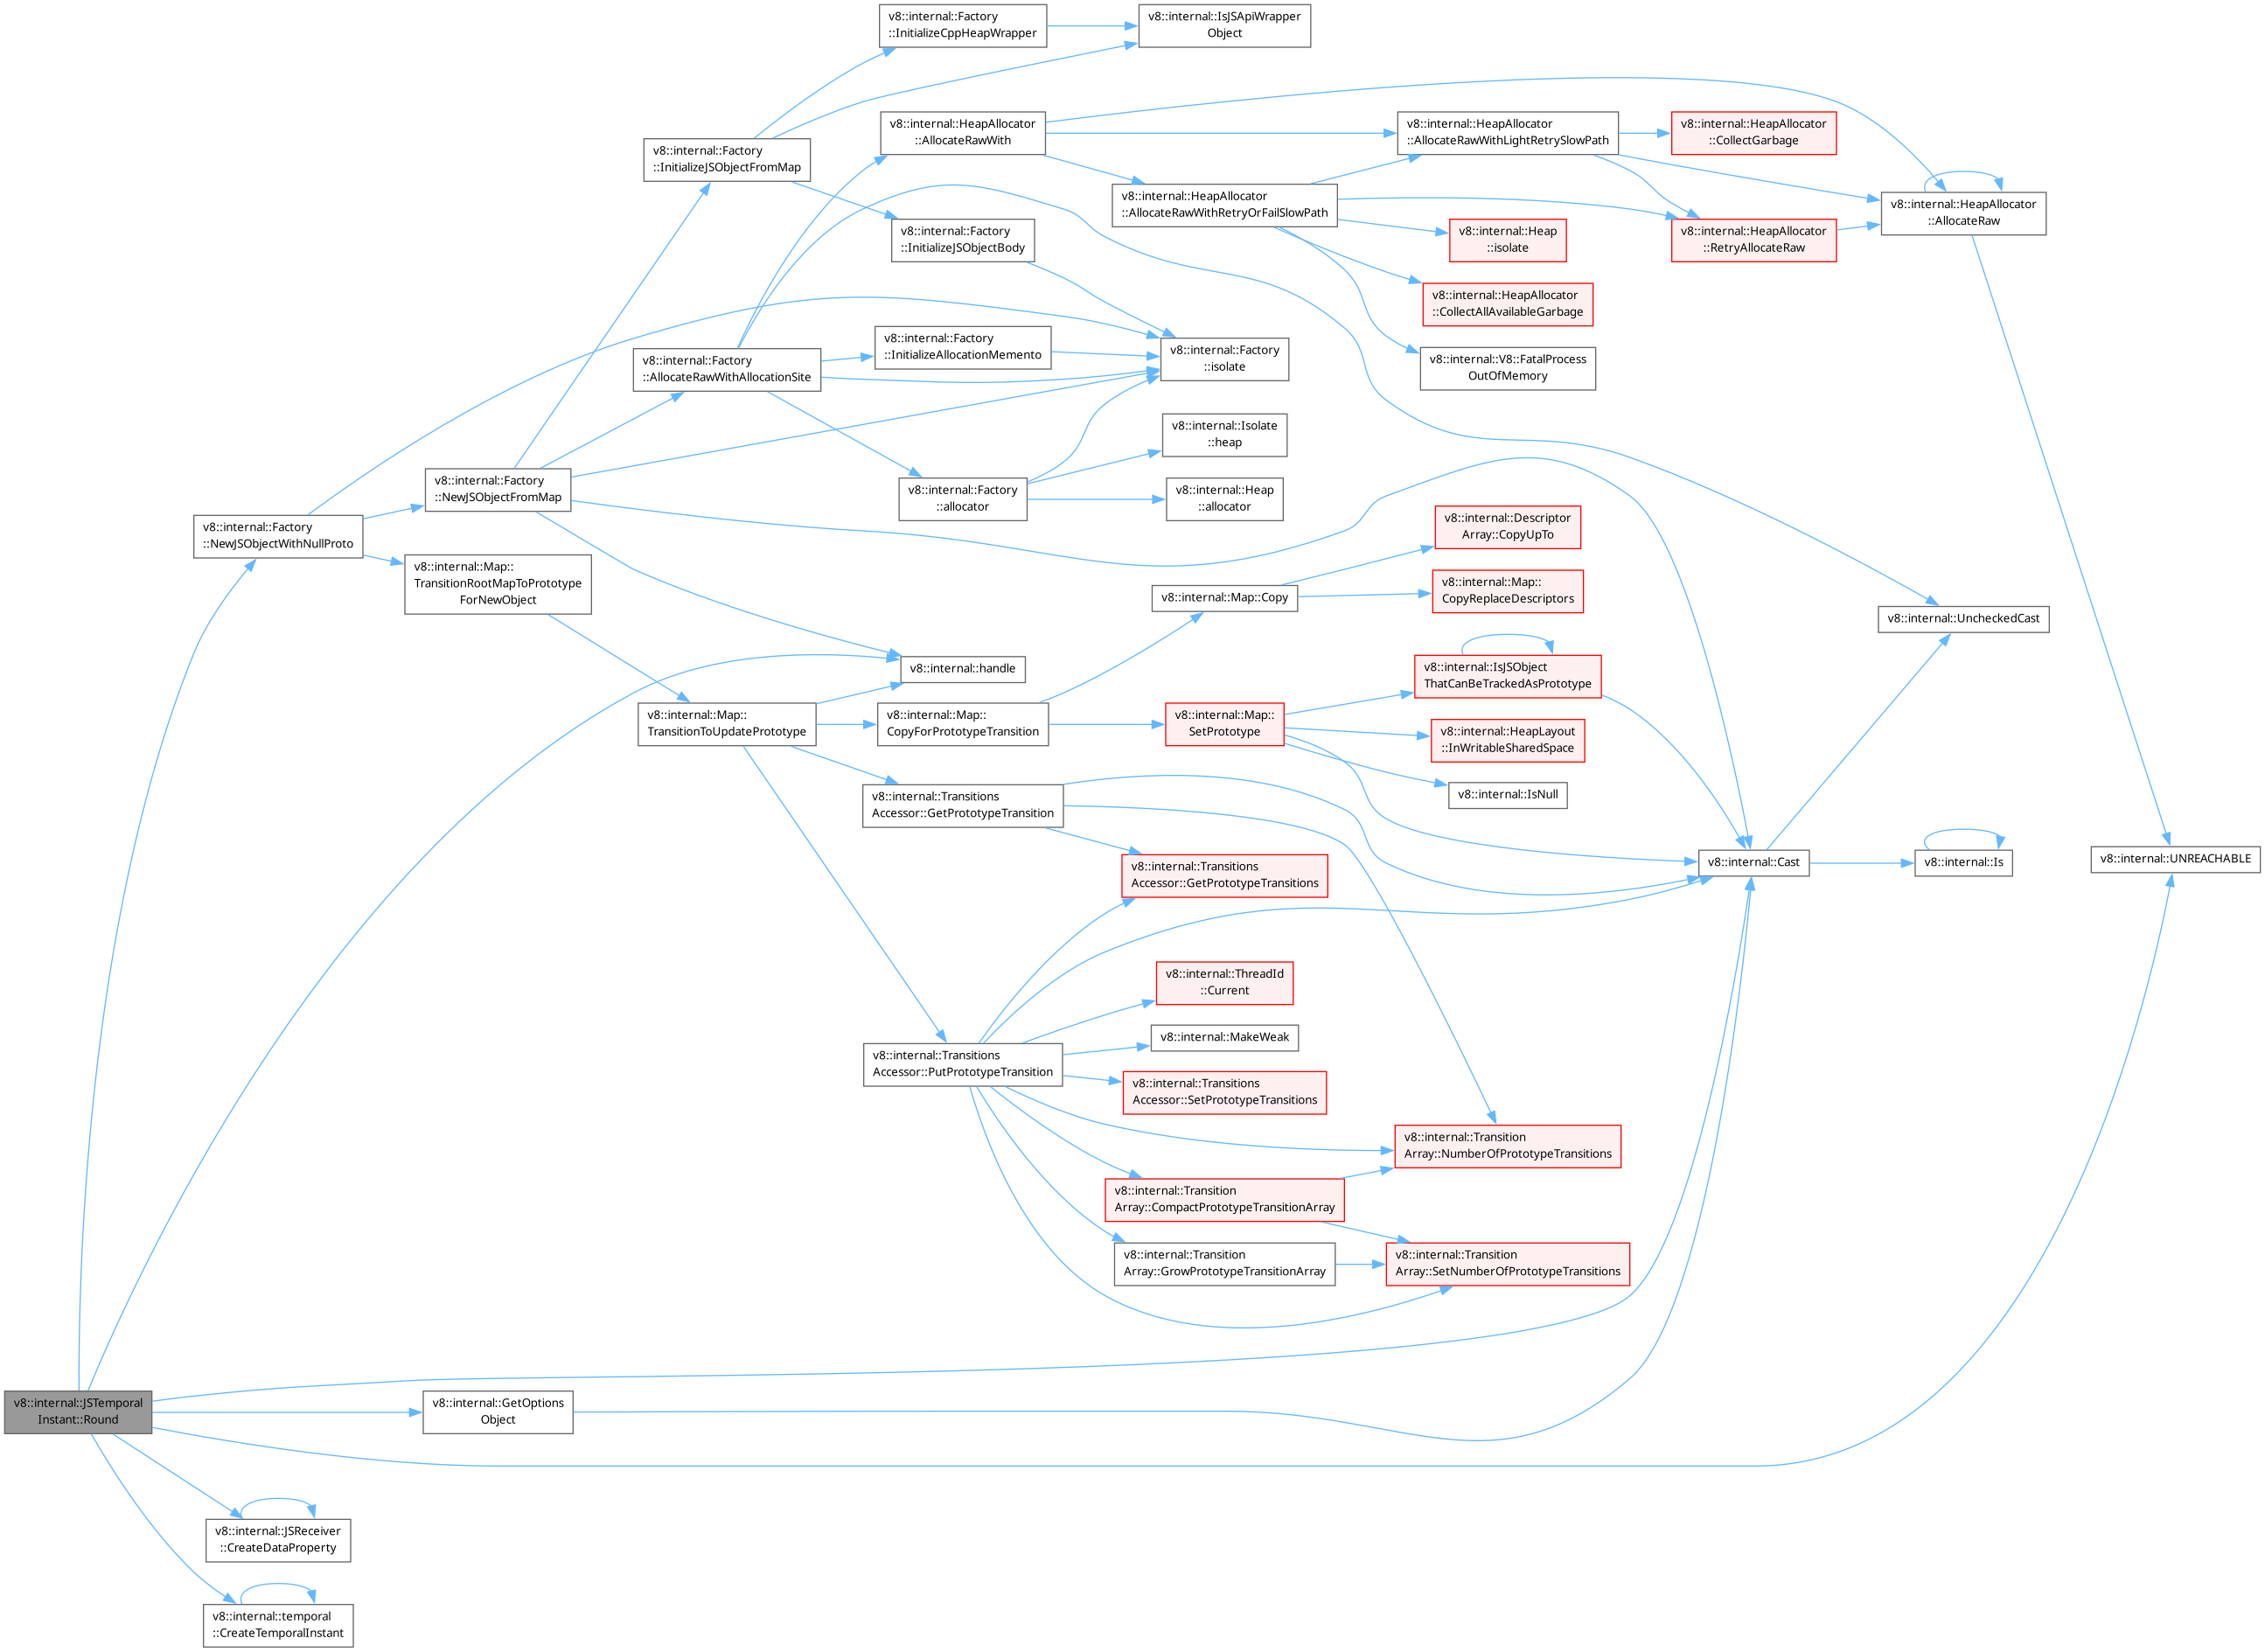 v8::internal::Factory
::InitializeCppHeapWrapper
v8::internal::IsJSApiWrapper
Object
v8::internal::Factory
::InitializeJSObjectFromMap
v8::internal::HeapAllocator
::AllocateRawWith
v8::internal::HeapAllocator
::AllocateRawWithLightRetrySlowPath
v8::internal::HeapAllocator
::CollectGarbage
v8::internal::HeapAllocator
::AllocateRawWithRetryOrFailSlowPath
v8::internal::HeapAllocator
::AllocateRaw
v8::internal::Factory
::InitializeJSObjectBody
v8::internal::Heap
::isolate
v8::internal::HeapAllocator
::RetryAllocateRaw
v8::internal::HeapAllocator
::CollectAllAvailableGarbage
v8::internal::Factory
::AllocateRawWithAllocationSite
v8::internal::Factory
::InitializeAllocationMemento
v8::internal::Factory
::isolate
v8::internal::V8::FatalProcess
OutOfMemory
v8::internal::Isolate
::heap
v8::internal::Factory
::NewJSObjectFromMap
v8::internal::Factory
::allocator
v8::internal::Heap
::allocator
v8::internal::Factory
::NewJSObjectWithNullProto
v8::internal::Descriptor
Array::CopyUpTo
v8::internal::Map::
TransitionRootMapToPrototype
ForNewObject
v8::internal::Map::Copy
v8::internal::Map::
CopyReplaceDescriptors
v8::internal::UncheckedCast
v8::internal::handle
v8::internal::IsJSObject
ThatCanBeTrackedAsPrototype
v8::internal::Map::
TransitionToUpdatePrototype
v8::internal::Map::
CopyForPrototypeTransition
v8::internal::Map::
SetPrototype
v8::internal::HeapLayout
::InWritableSharedSpace
v8::internal::Transitions
Accessor::GetPrototypeTransition
v8::internal::IsNull
v8::internal::Transitions
Accessor::GetPrototypeTransitions
v8::internal::Cast
v8::internal::Is
v8::internal::UNREACHABLE
v8::internal::ThreadId
::Current
v8::internal::Transitions
Accessor::PutPrototypeTransition
v8::internal::MakeWeak
v8::internal::Transitions
Accessor::SetPrototypeTransitions
v8::internal::Transition
Array::NumberOfPrototypeTransitions
v8::internal::Transition
Array::CompactPrototypeTransitionArray
v8::internal::Transition
Array::GrowPrototypeTransitionArray
v8::internal::Transition
Array::SetNumberOfPrototypeTransitions
v8::internal::JSTemporal
Instant::Round
v8::internal::GetOptions
Object
v8::internal::JSReceiver
::CreateDataProperty
v8::internal::temporal
::CreateTemporalInstant